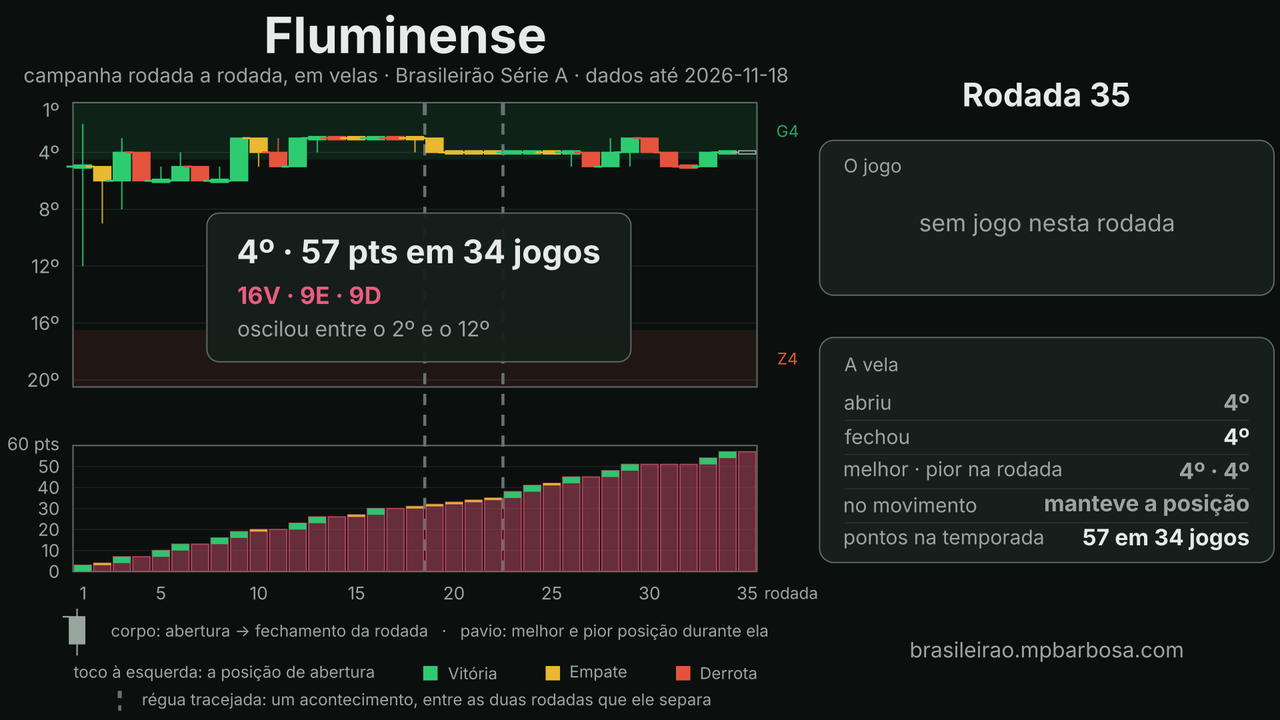 Fluminense
campanha rodada a rodada, em velas · Brasileirão Série A · dados até 2026-11-18
1º
4º
8º
12º
16º
20º
G4
Z4
4º · 57 pts em 34 jogos
16V · 9E · 9D
oscilou entre o 2º e o 12º
60 pts
50
40
30
20
10
0
1 5 10 15 20 25 30 35 rodada
corpo: abertura → fechamento da rodada · pavio: melhor e pior posição durante ela
toco à esquerda: a posição de abertura Vitória Empate Derrota
régua tracejada: um acontecimento, entre as duas rodadas que ele separa
Rodada 35
O jogo
sem jogo nesta rodada
A vela
abriu 4º
fechou 4º
melhor · pior na rodada 4º · 4º
no movimento manteve a posição
pontos na temporada 57 em 34 jogos
brasileirao.mpbarbosa.com